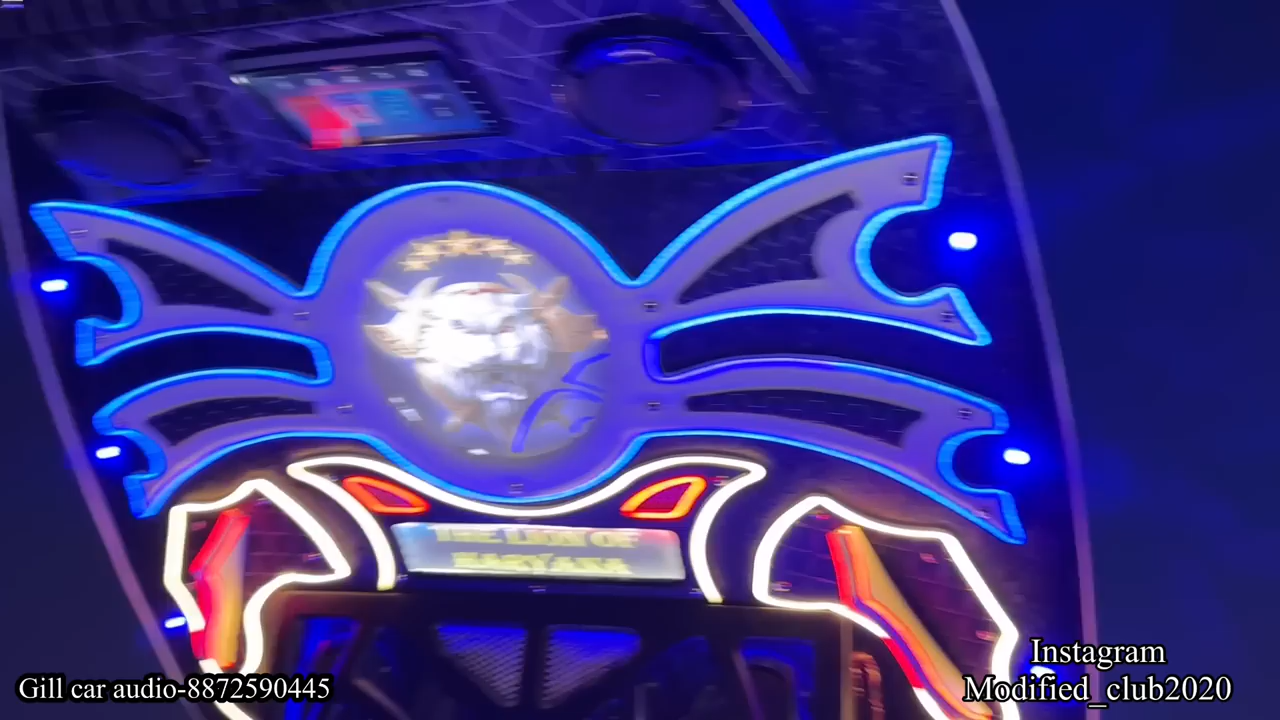 THE LION OF
HARYANA
Gill car audio-8872590445
Instagram
Modified_club2020